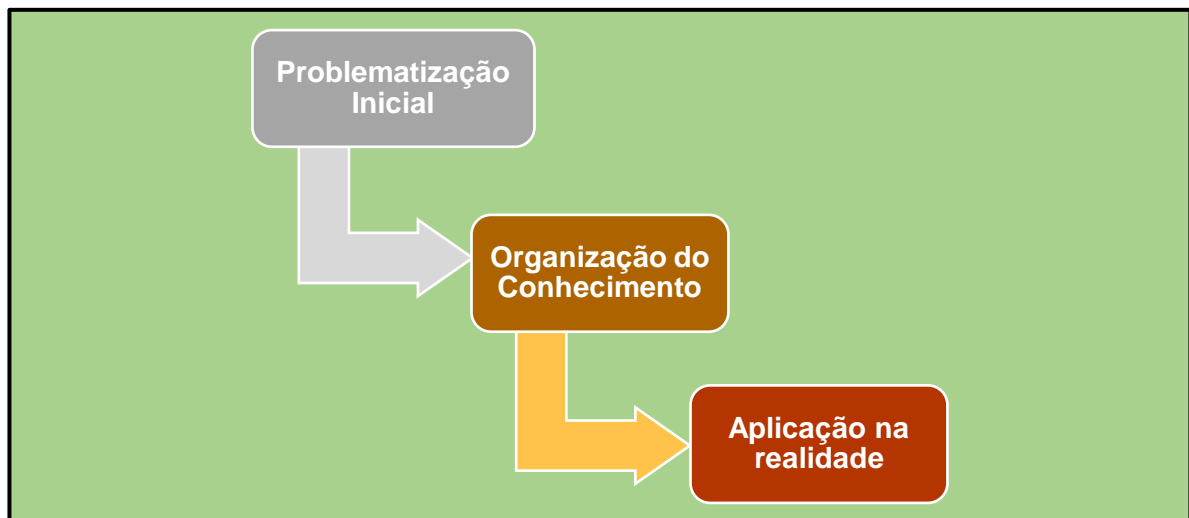 Problematização
Inicial
Organização do
Conhecimento
Aplicação na
realidade